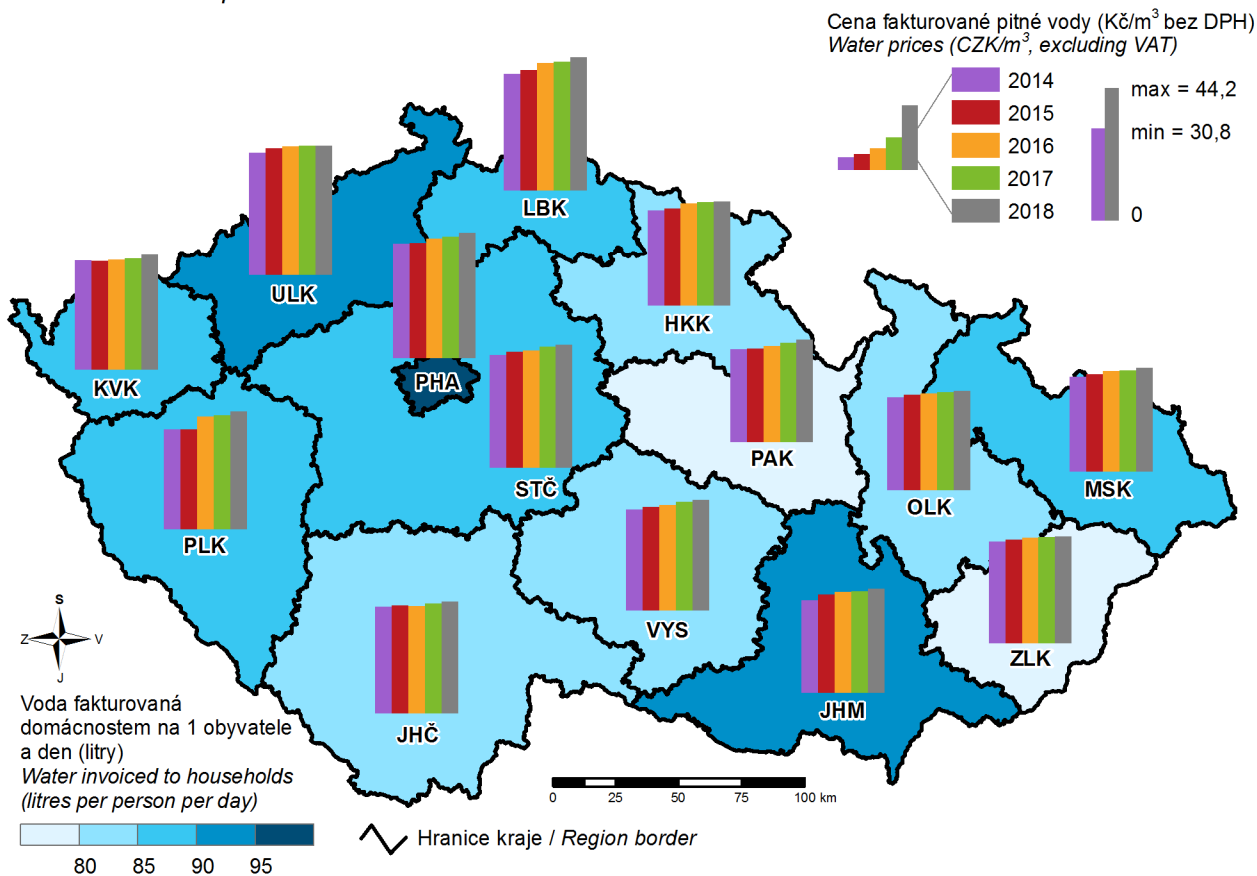 Cena fakturované pitné vody (Kč/m³ bez DPH)
Water prices (CZK/m³, excluding VAT)
2014
2015
2016
2017
2018
max = 44,2
min = 30,8
0
LBK
ULK
HKK
KVK
PHA
STČ
PAK
OLK
MSK
PLK
VYS
ZLK
JHM
JHČ
S
Z
V
J
Voda fakturovaná
domácnostem na 1 obyvatele
a den (litry)
Water invoiced to households
(litres per person per day)
80 85 90 95
Hranice kraje / Region border
0 25 50 75 100 km